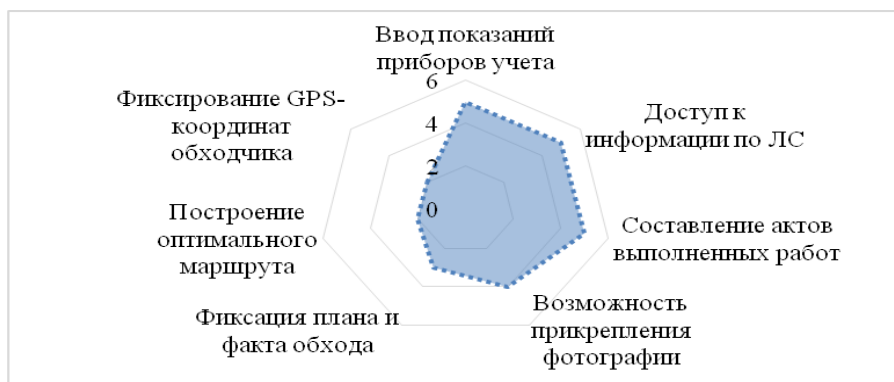 Ввод показаний
приборов учета
6
4
2
0
Доступ к
информации по ЛС
Составление актов
выполненных работ
Возможность
прикрепления
фотографии
Фиксация плана и
факта обхода
Построение
оптимального
маршрута
Фиксирование GPS-
координат
обходчика